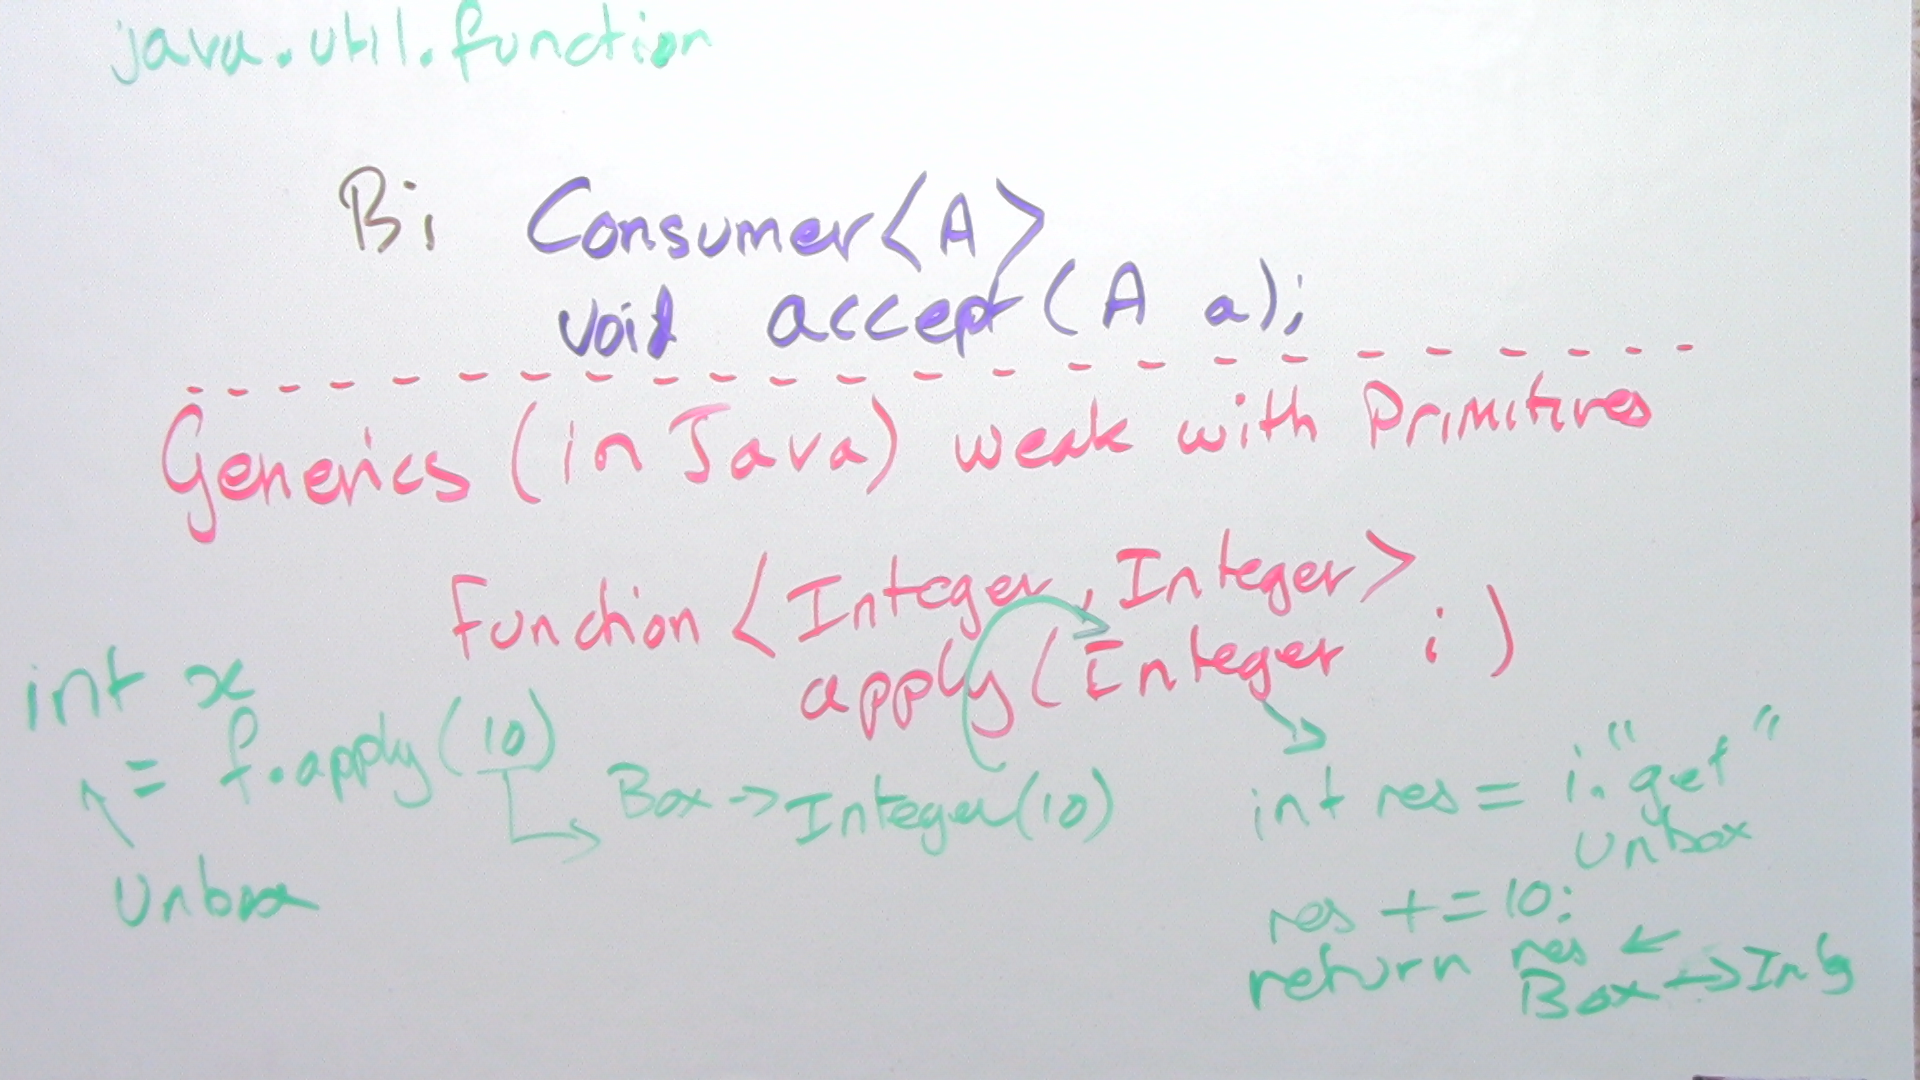 java.util.function
Bi Consumer<A>
void accept(A a);
Generics (in Java) weak with Primitives
Function <Integer, Integer>
apply(Integer i)
int x
= f.apply(10)
Unbox
Box -> Integer(10)
int res = i."get"
unbox
res += 10;
return res
Box -> Intg